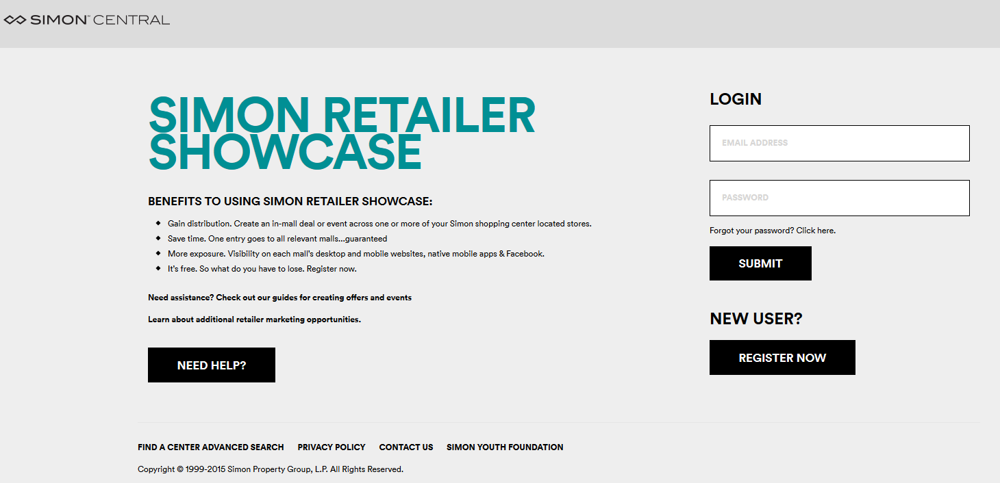 SIMON™ CENTRAL
SIMON RETAILER
SHOWCASE
BENEFITS TO USING SIMON RETAILER SHOWCASE:
Gain distribution. Create an in-mall deal or event across one or more of your Simon shopping center located stores.
Save time. One entry goes to all relevant malls...guaranteed
More exposure. Visibility on each mall's desktop and mobile websites, native mobile apps & Facebook.
It's free. So what do you have to lose. Register now.
Need assistance? Check out our guides for creating offers and events
Learn about additional retailer marketing opportunities.
NEED HELP?
LOGIN
EMAIL ADDRESS
PASSWORD
Forgot your password? Click here.
SUBMIT
NEW USER?
REGISTER NOW
FIND A CENTER ADVANCED SEARCH PRIVACY POLICY CONTACT US SIMON YOUTH FOUNDATION
Copyright © 1999-2015 Simon Property Group, L.P. All Rights Reserved.